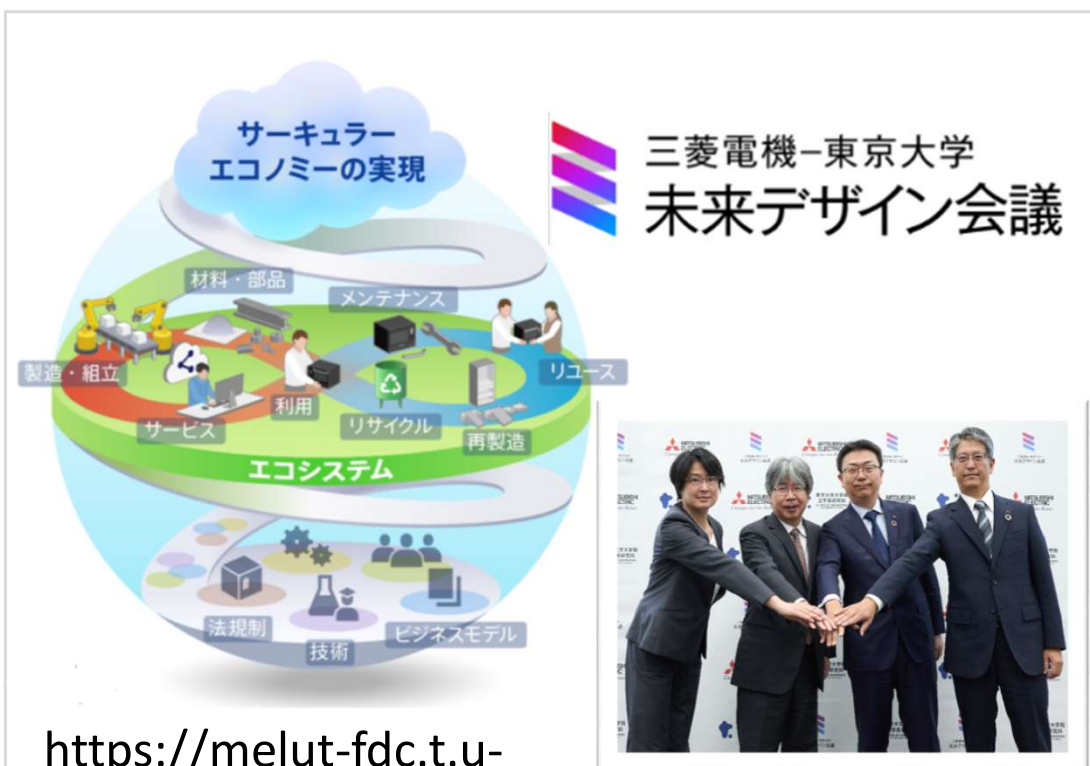 サーキュラー
エコノミーの実現
三菱電機−東京大学
未来デザイン会議
材料・部品
メンテナンス
製造・組立
リユース
利用
サービス
リサイクル
再製造
エコシステム
法規制
ビジネスモデル
技術
MITSUBISHI
ELECTRIC
https://melut-fdc.t.u-